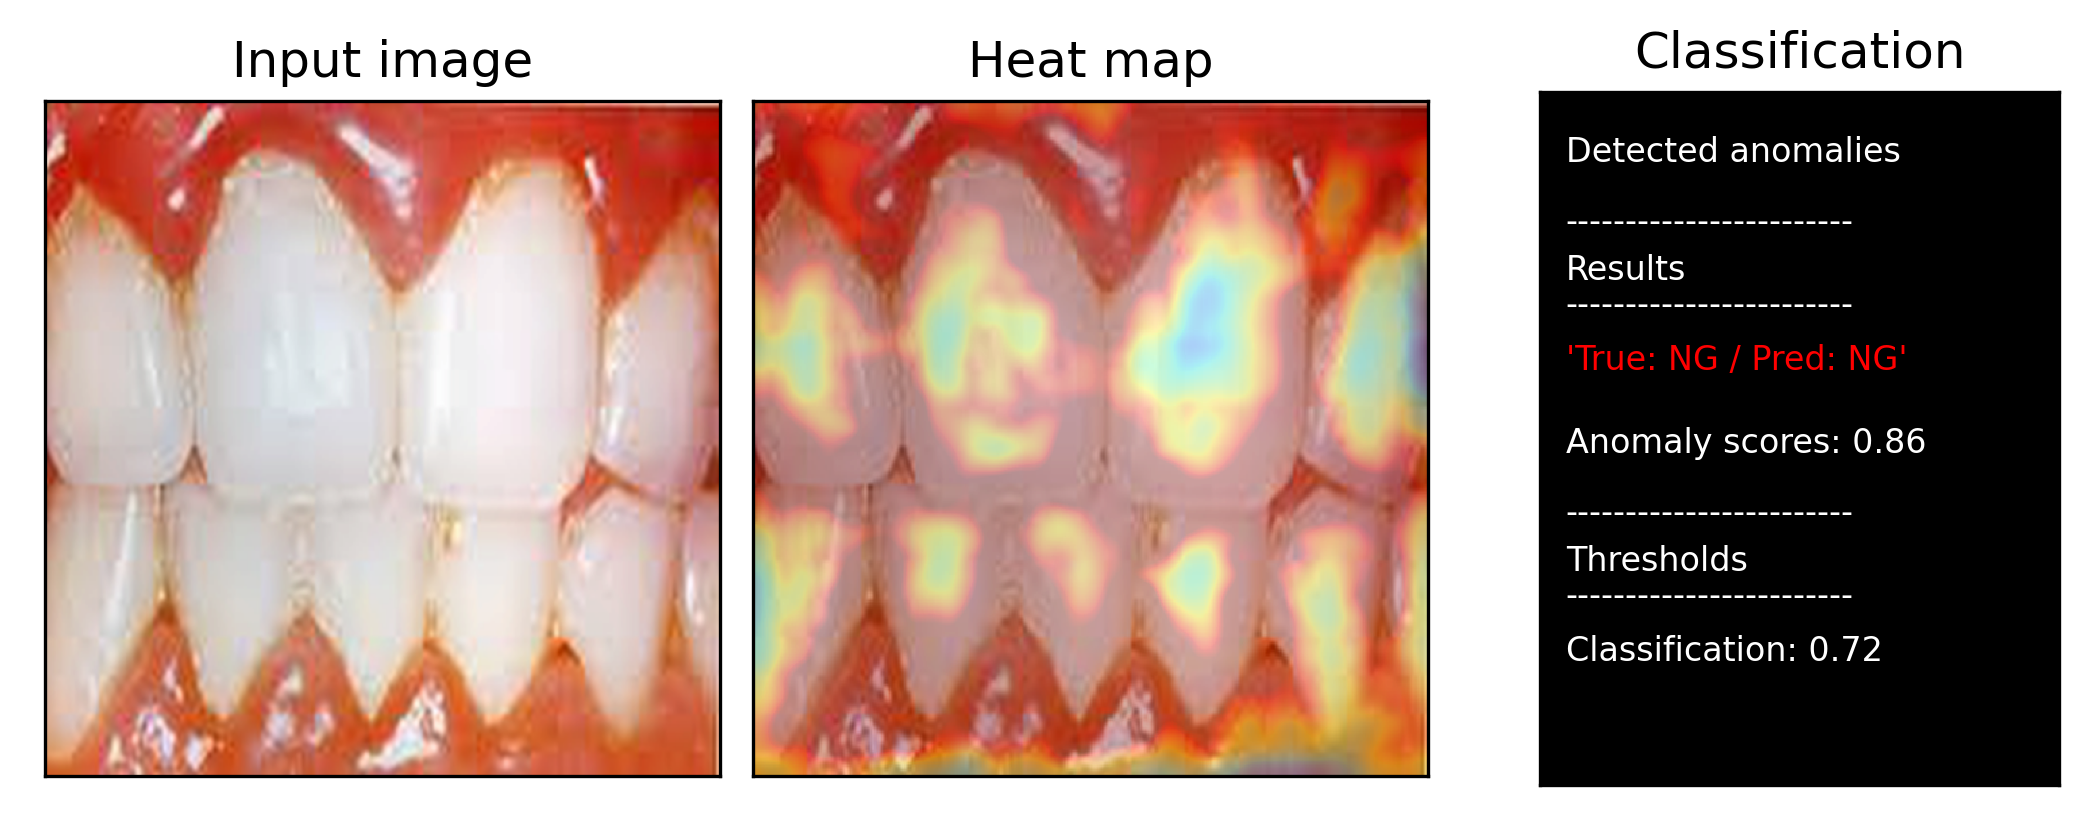 Input image
Heat map
Classification
Detected anomalies
------------------------
Results
------------------------
'True: NG / Pred: NG'
Anomaly scores: 0.86
------------------------
Thresholds
------------------------
Classification: 0.72